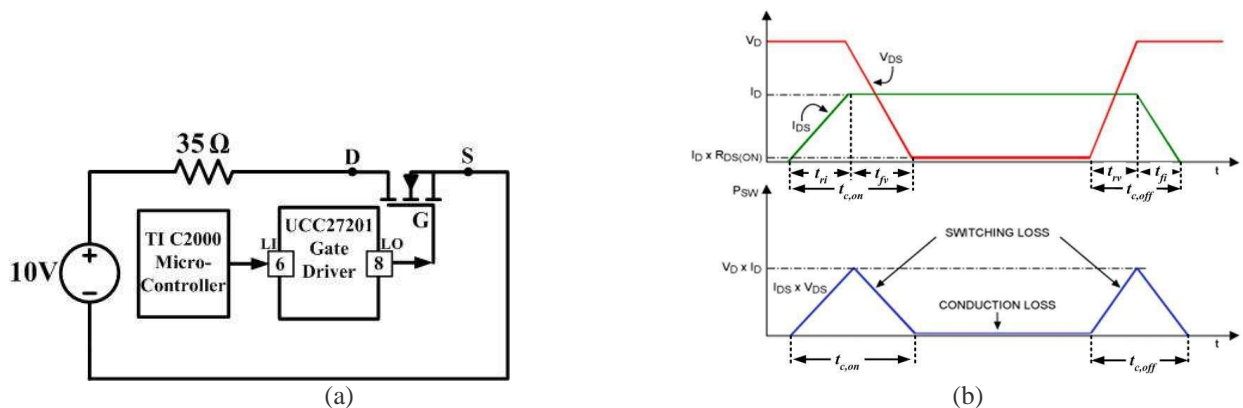 35 Ω
D
S
G
TI C2000
Micro-
Controller
LI
6
UCC27201
Gate
Driver
LO
8
10V
+
−
(a)
V_D
V_DS
I_D
I_DS
I_D x R_DS(ON)
t
t_ri
t_fv
t_rv
t_fi
t_c,on
t_c,off
P_SW
SWITCHING LOSS
V_D x I_D
I_DS x V_DS
CONDUCTION LOSS
t
t_c,on
t_c,off
(b)